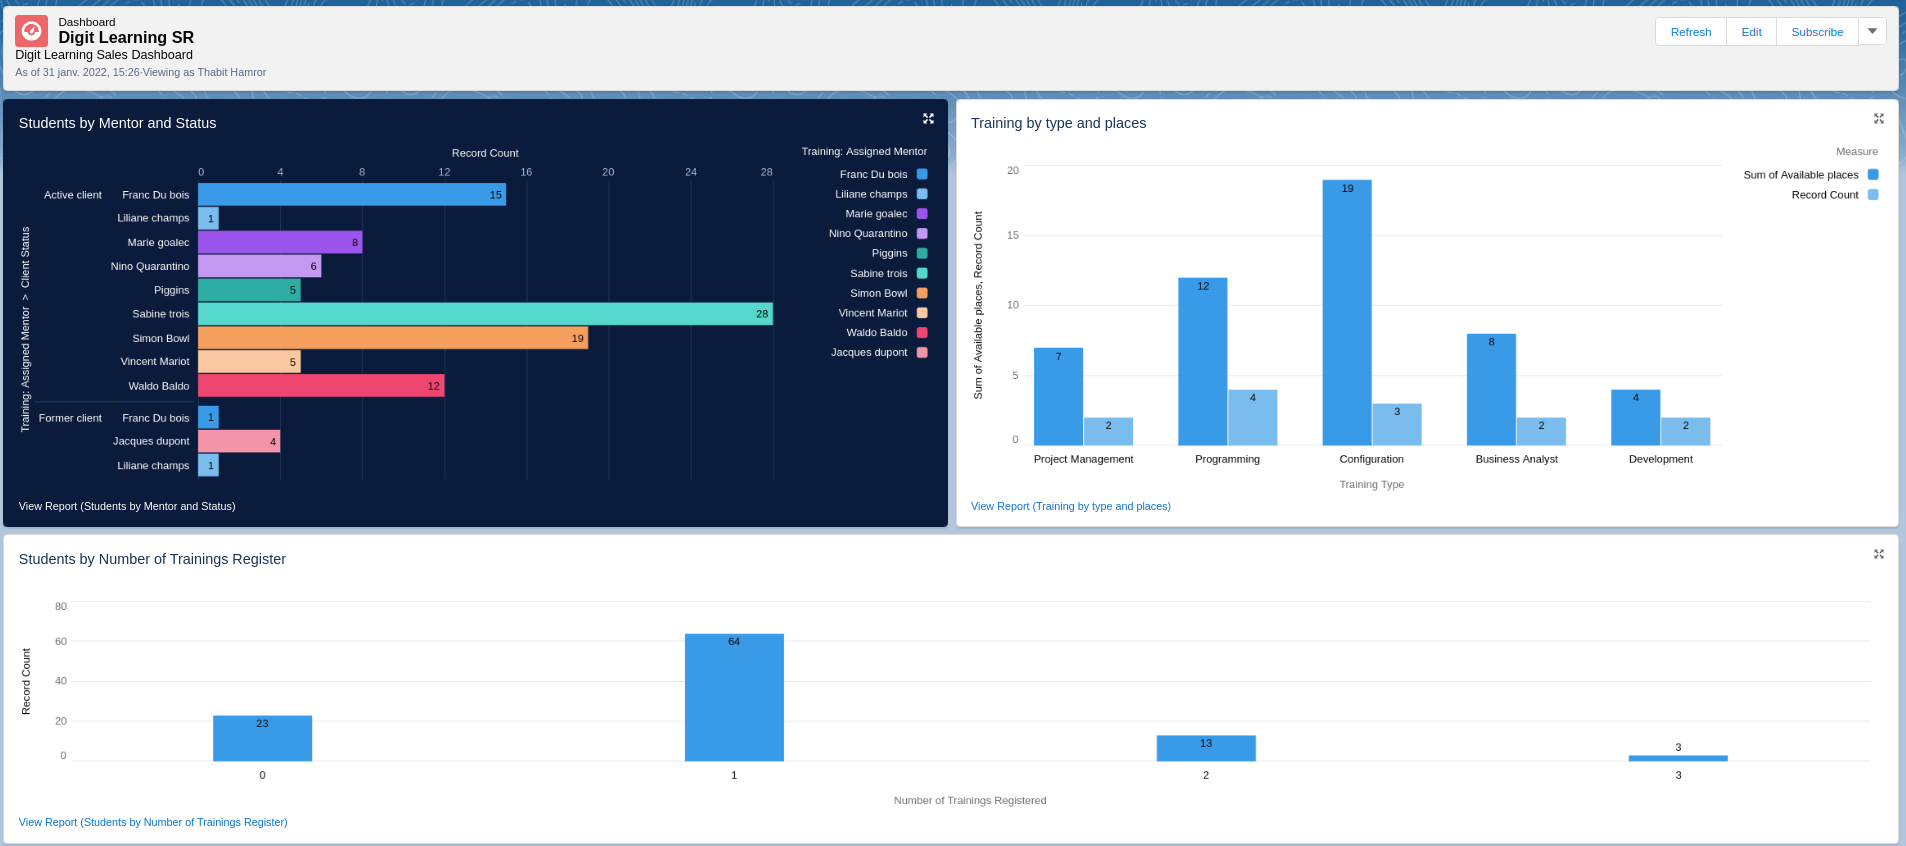 Dashboard
Digit Learning SR
Digit Learning Sales Dashboard
As of 31 janv. 2022, 15:26·Viewing as Thabit Hamror
Refresh
Edit
Subscribe
Students by Mentor and Status
Record Count
0 4 8 12 16 20 24 28
Training: Assigned Mentor > Client Status
Active client Franc Du bois 15
Liliane champs 1
Marie goalec 8
Nino Quarantino 6
Piggins 5
Sabine trois 28
Simon Bowl 19
Vincent Mariot 5
Waldo Baldo 12
Former client Franc Du bois 1
Jacques dupont 4
Liliane champs 1
Training: Assigned Mentor
Franc Du bois
Liliane champs
Marie goalec
Nino Quarantino
Piggins
Sabine trois
Simon Bowl
Vincent Mariot
Waldo Baldo
Jacques dupont
View Report (Students by Mentor and Status)
Training by type and places
Measure
Sum of Available places
Record Count
Sum of Available places, Record Count
20
15
10
5
0
7 2 12 4 19 3 8 2 4 2
Project Management Programming Configuration Business Analyst Development
Training Type
View Report (Training by type and places)
Students by Number of Trainings Register
Record Count
80
60
40
20
0
23 64 13 3
0 1 2 3
Number of Trainings Registered
View Report (Students by Number of Trainings Register)